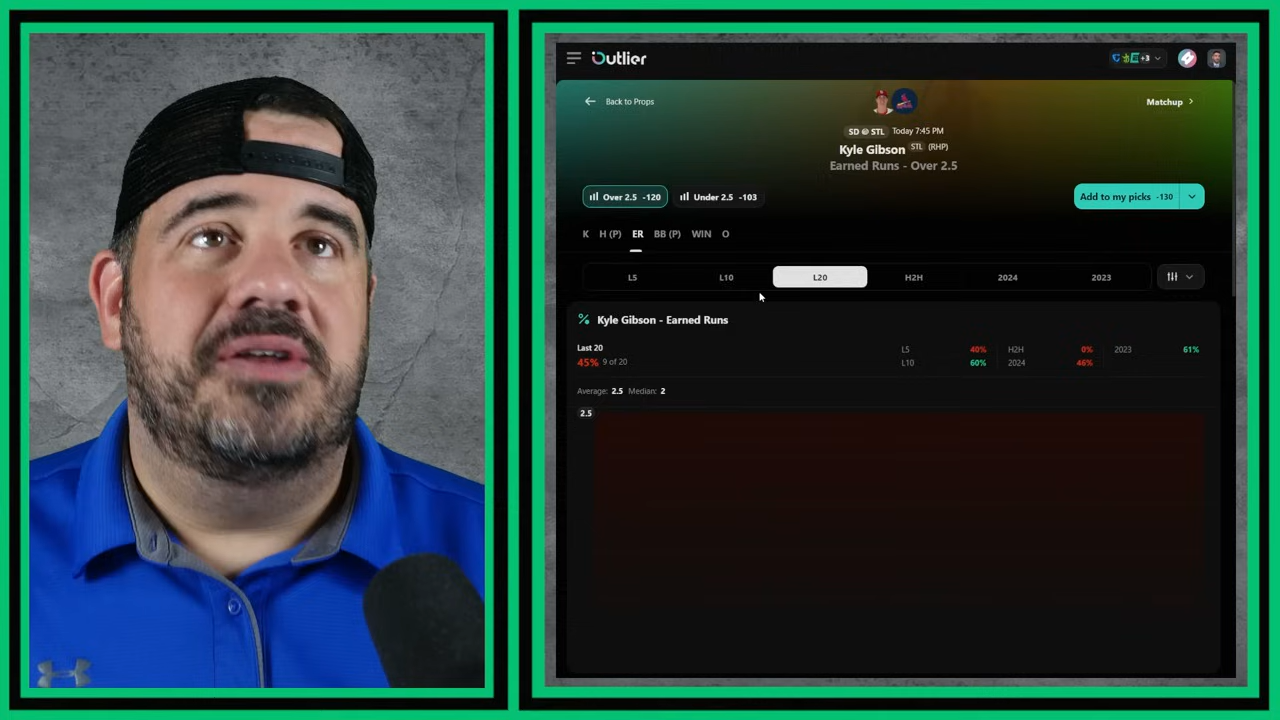 Outlier
+3
Back to Props
Matchup
SD @ STL Today 7:45 PM
Kyle Gibson STL (RHP)
Earned Runs - Over 2.5
Over 2.5 -120
Under 2.5 -103
Add to my picks -130
K H (P) ER BB (P) WIN O
L5 L10 L20 H2H 2024 2023
Kyle Gibson - Earned Runs
Last 20
45% 9 of 20
L5 40% H2H 0% 2023 61%
L10 60% 2024 46%
Average: 2.5 Median: 2
2.5